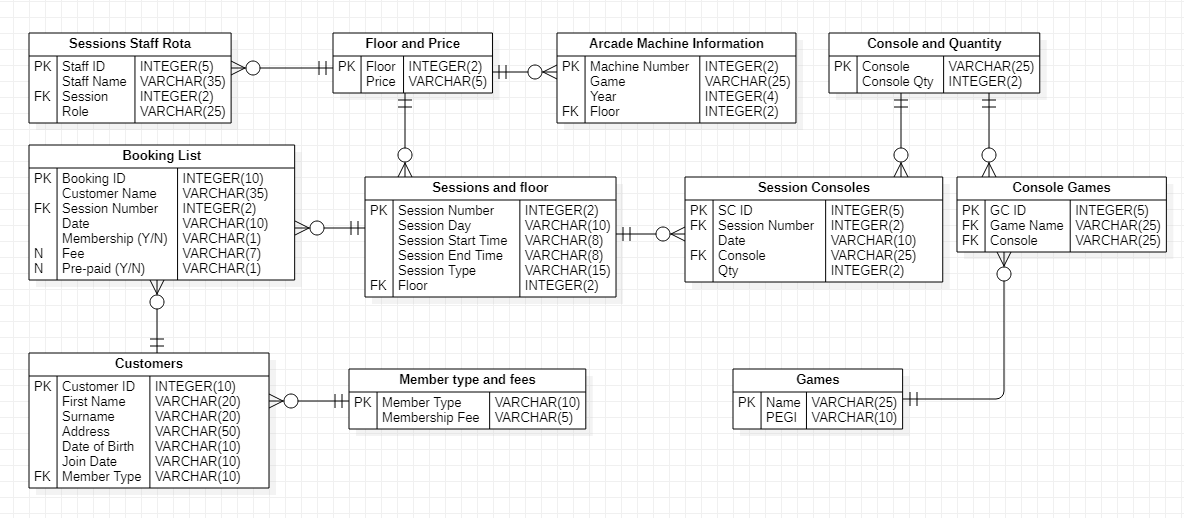 Sessions Staff Rota
PK Staff ID INTEGER(5)
Staff Name VARCHAR(35)
FK Session INTEGER(2)
Role VARCHAR(25)
Floor and Price
PK Floor INTEGER(2)
Price VARCHAR(5)
Arcade Machine Information
PK Machine Number INTEGER(2)
Game VARCHAR(25)
Year INTEGER(4)
FK Floor INTEGER(2)
Console and Quantity
PK Console VARCHAR(25)
Console Qty INTEGER(2)
Booking List
PK Booking ID INTEGER(10)
Customer Name VARCHAR(35)
FK Session Number INTEGER(2)
Date VARCHAR(10)
Membership (Y/N) VARCHAR(1)
N Fee VARCHAR(7)
N Pre-paid (Y/N) VARCHAR(1)
Sessions and floor
PK Session Number INTEGER(2)
Session Day VARCHAR(10)
Session Start Time VARCHAR(8)
Session End Time VARCHAR(8)
Session Type VARCHAR(15)
FK Floor INTEGER(2)
Session Consoles
PK SC ID INTEGER(5)
FK Session Number INTEGER(2)
Date VARCHAR(10)
FK Console VARCHAR(25)
Qty INTEGER(2)
Console Games
PK GC ID INTEGER(5)
FK Game Name VARCHAR(25)
FK Console VARCHAR(25)
Customers
PK Customer ID INTEGER(10)
First Name VARCHAR(20)
Surname VARCHAR(20)
Address VARCHAR(50)
Date of Birth VARCHAR(10)
Join Date VARCHAR(10)
FK Member Type VARCHAR(10)
Member type and fees
PK Member Type VARCHAR(10)
Membership Fee VARCHAR(5)
Games
PK Name VARCHAR(25)
PEGI VARCHAR(10)